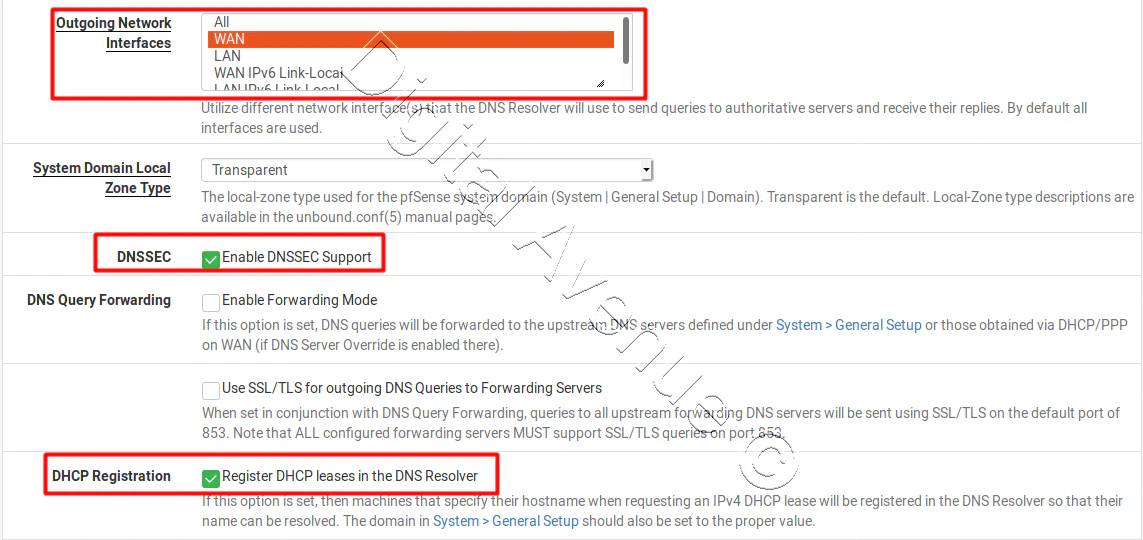 Outgoing Network
Interfaces
All
WAN
LAN
WAN IPv6 Link-Local
LAN IPv6 Link-Local
Utilize different network interface(s) that the DNS Resolver will use to send queries to authoritative servers and receive their replies. By default all
interfaces are used.
System Domain Local
Zone Type
Transparent
The local-zone type used for the pfSense system domain (System | General Setup | Domain). Transparent is the default. Local-Zone type descriptions are
available in the unbound.conf(5) manual pages.
DNSSEC
Enable DNSSEC Support
DNS Query Forwarding
Enable Forwarding Mode
If this option is set, DNS queries will be forwarded to the upstream DNS servers defined under System > General Setup or those obtained via DHCP/PPP
on WAN (if DNS Server Override is enabled there).
Use SSL/TLS for outgoing DNS Queries to Forwarding Servers
When set in conjunction with DNS Query Forwarding, queries to all upstream forwarding DNS servers will be sent using SSL/TLS on the default port of
853. Note that ALL configured forwarding servers MUST support SSL/TLS queries on port 853.
DHCP Registration
Register DHCP leases in the DNS Resolver
If this option is set, then machines that specify their hostname when requesting an IPv4 DHCP lease will be registered in the DNS Resolver so that their
name can be resolved. The domain in System > General Setup should also be set to the proper value.
Digital Avenue ©